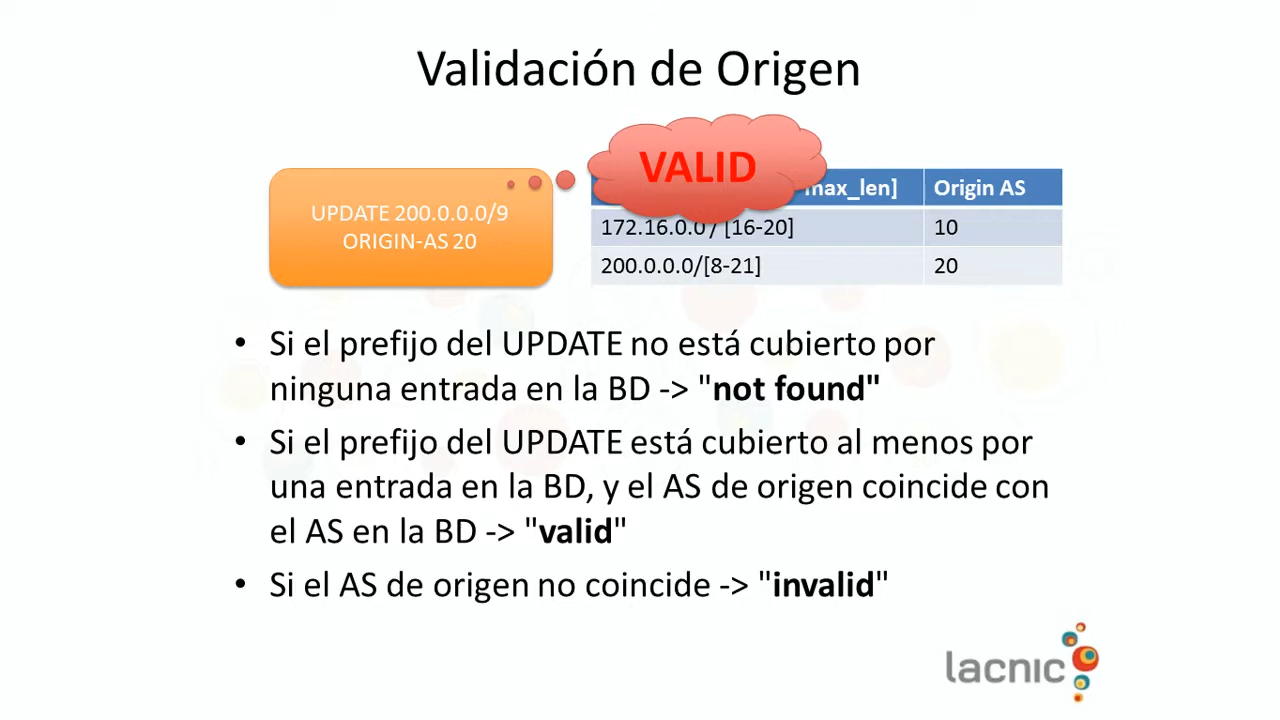 Validación de Origen
VALID
UPDATE 200.0.0.0/9
ORIGIN-AS 20
max_len] Origin AS
172.16.0.0 / [16-20] 10
200.0.0.0/[8-21] 20
• Si el prefijo del UPDATE no está cubierto por
ninguna entrada en la BD -> "not found"
• Si el prefijo del UPDATE está cubierto al menos por
una entrada en la BD, y el AS de origen coincide con
el AS en la BD -> "valid"
• Si el AS de origen no coincide -> "invalid"
lacnic